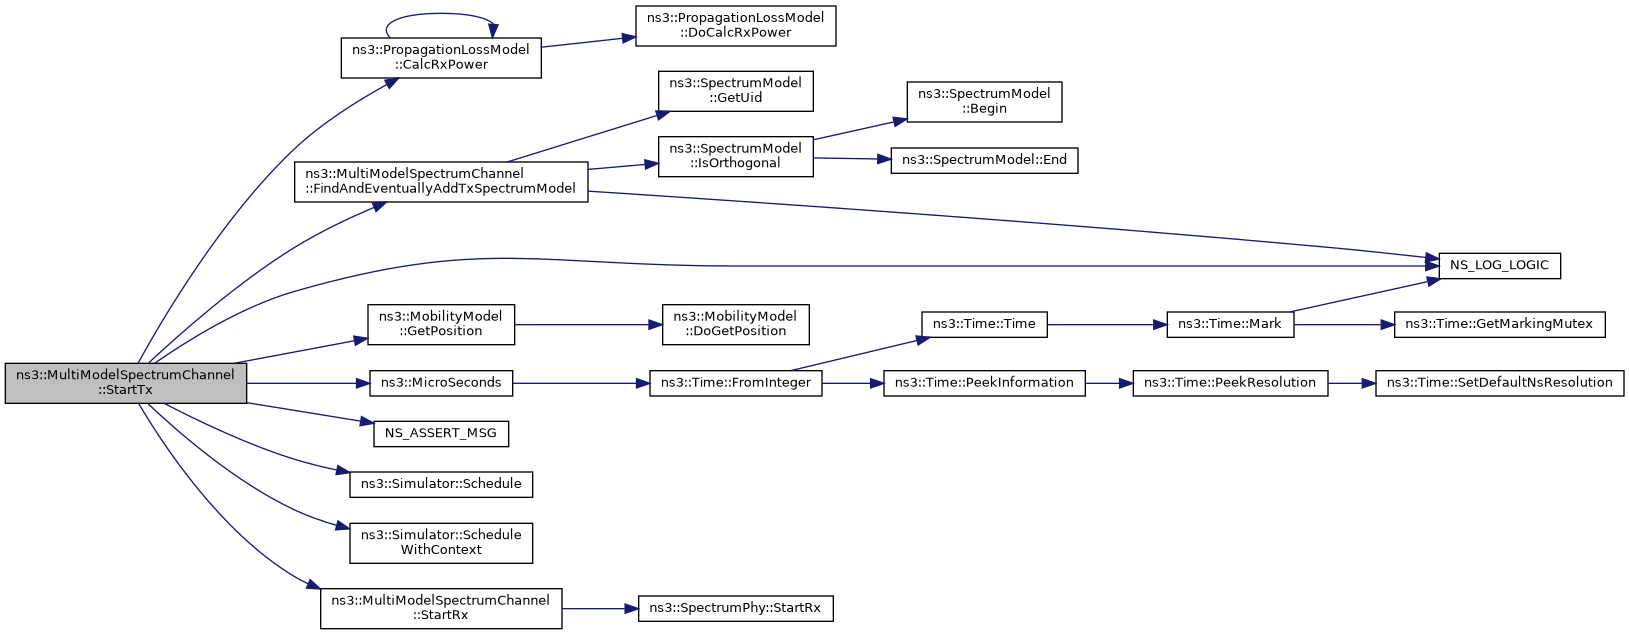 ns3::PropagationLossModel
::DoCalcRxPower
ns3::PropagationLossModel
::CalcRxPower
ns3::SpectrumModel
::GetUid
ns3::SpectrumModel
::Begin
ns3::SpectrumModel
::IsOrthogonal
ns3::SpectrumModel::End
ns3::MultiModelSpectrumChannel
::FindAndEventuallyAddTxSpectrumModel
NS_LOG_LOGIC
ns3::MobilityModel
::GetPosition
ns3::MobilityModel
::DoGetPosition
ns3::Time::Time
ns3::Time::Mark
ns3::Time::GetMarkingMutex
ns3::MultiModelSpectrumChannel
::StartTx
ns3::MicroSeconds
ns3::Time::FromInteger
ns3::Time::PeekInformation
ns3::Time::PeekResolution
ns3::Time::SetDefaultNsResolution
NS_ASSERT_MSG
ns3::Simulator::Schedule
ns3::Simulator::Schedule
WithContext
ns3::MultiModelSpectrumChannel
::StartRx
ns3::SpectrumPhy::StartRx